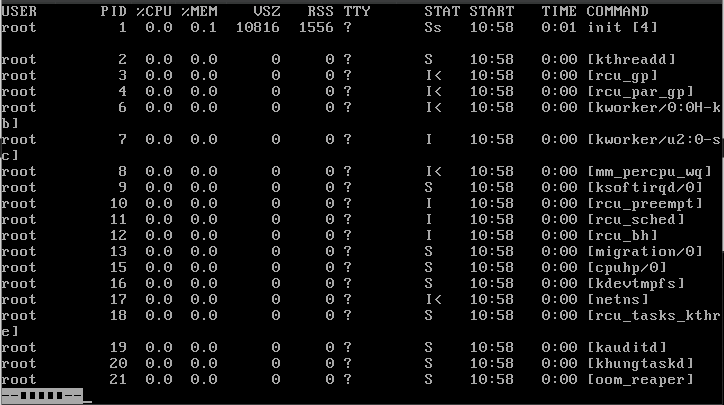 USER       PID %CPU %MEM    VSZ   RSS TTY      STAT START   TIME COMMAND
root         1  0.0  0.1  10816  1556 ?        Ss   10:58   0:01 init [4]
root         2  0.0  0.0      0     0 ?        S    10:58   0:00 [kthreadd]
root         3  0.0  0.0      0     0 ?        I<   10:58   0:00 [rcu_gp]
root         4  0.0  0.0      0     0 ?        I<   10:58   0:00 [rcu_par_gp]
root         6  0.0  0.0      0     0 ?        I<   10:58   0:00 [kworker/0:0H-k
b]
root         7  0.0  0.0      0     0 ?        I    10:58   0:00 [kworker/u2:0-s
c]
root         8  0.0  0.0      0     0 ?        I<   10:58   0:00 [mm_percpu_wq]
root         9  0.0  0.0      0     0 ?        S    10:58   0:00 [ksoftirqd/0]
root        10  0.0  0.0      0     0 ?        I    10:58   0:00 [rcu_preempt]
root        11  0.0  0.0      0     0 ?        I    10:58   0:00 [rcu_sched]
root        12  0.0  0.0      0     0 ?        I    10:58   0:00 [rcu_bh]
root        13  0.0  0.0      0     0 ?        S    10:58   0:00 [migration/0]
root        15  0.0  0.0      0     0 ?        S    10:58   0:00 [cpuhp/0]
root        16  0.0  0.0      0     0 ?        S    10:58   0:00 [kdevtmpfs]
root        17  0.0  0.0      0     0 ?        I<   10:58   0:00 [netns]
root        18  0.0  0.0      0     0 ?        S    10:58   0:00 [rcu_tasks_kthr
e]
root        19  0.0  0.0      0     0 ?        S    10:58   0:00 [kauditd]
root        20  0.0  0.0      0     0 ?        S    10:58   0:00 [khungtaskd]
root        21  0.0  0.0      0     0 ?        S    10:58   0:00 [oom_reaper]
--■■■■■--